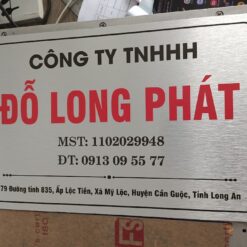 CÔNG TY TNHHH
ĐỖ LONG PHÁT
MST: 1102029948
ĐT: 0913 09 55 77
79 Đường tỉnh 835, Ấp Lộc Tiền, Xã Mỹ Lộc, Huyện Cần Guộc, Tỉnh Long An